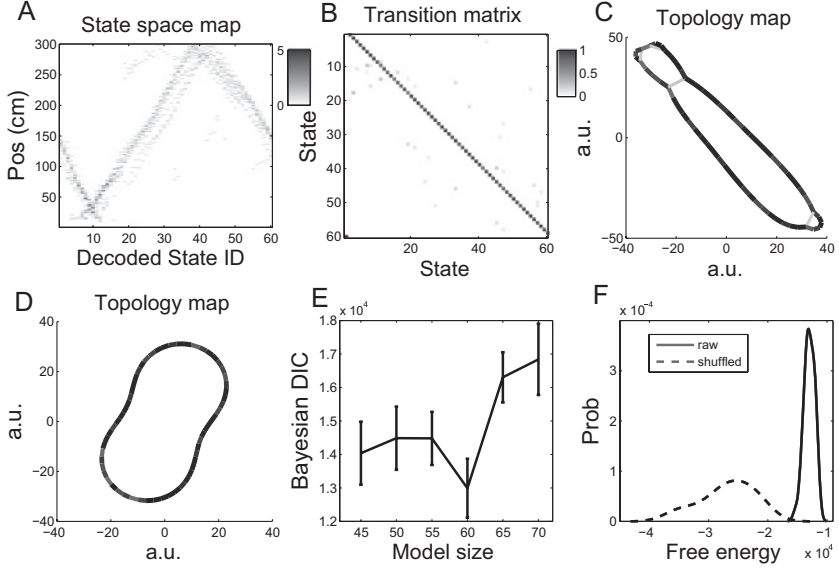 A
State space map
Pos (cm)
300
250
200
150
100
50
10 20 30 40 50 60
Decoded State ID
5
0
B
Transition matrix
State
10
20
30
40
50
60
20 40 60
State
1
0.5
0
C
Topology map
a.u.
50
0
−50
−40 −20 0 20 40
a.u.
D
Topology map
a.u.
40
20
0
−20
−40
−40 −20 0 20 40
a.u.
E
x 10⁴
Bayesian DIC
1.8
1.7
1.6
1.5
1.4
1.3
1.2
45 50 55 60 65 70
Model size
F
x 10⁻⁴
Prob
4
3
2
1
0
raw
shuffled
−4 −3 −2 −1
x 10⁴
Free energy